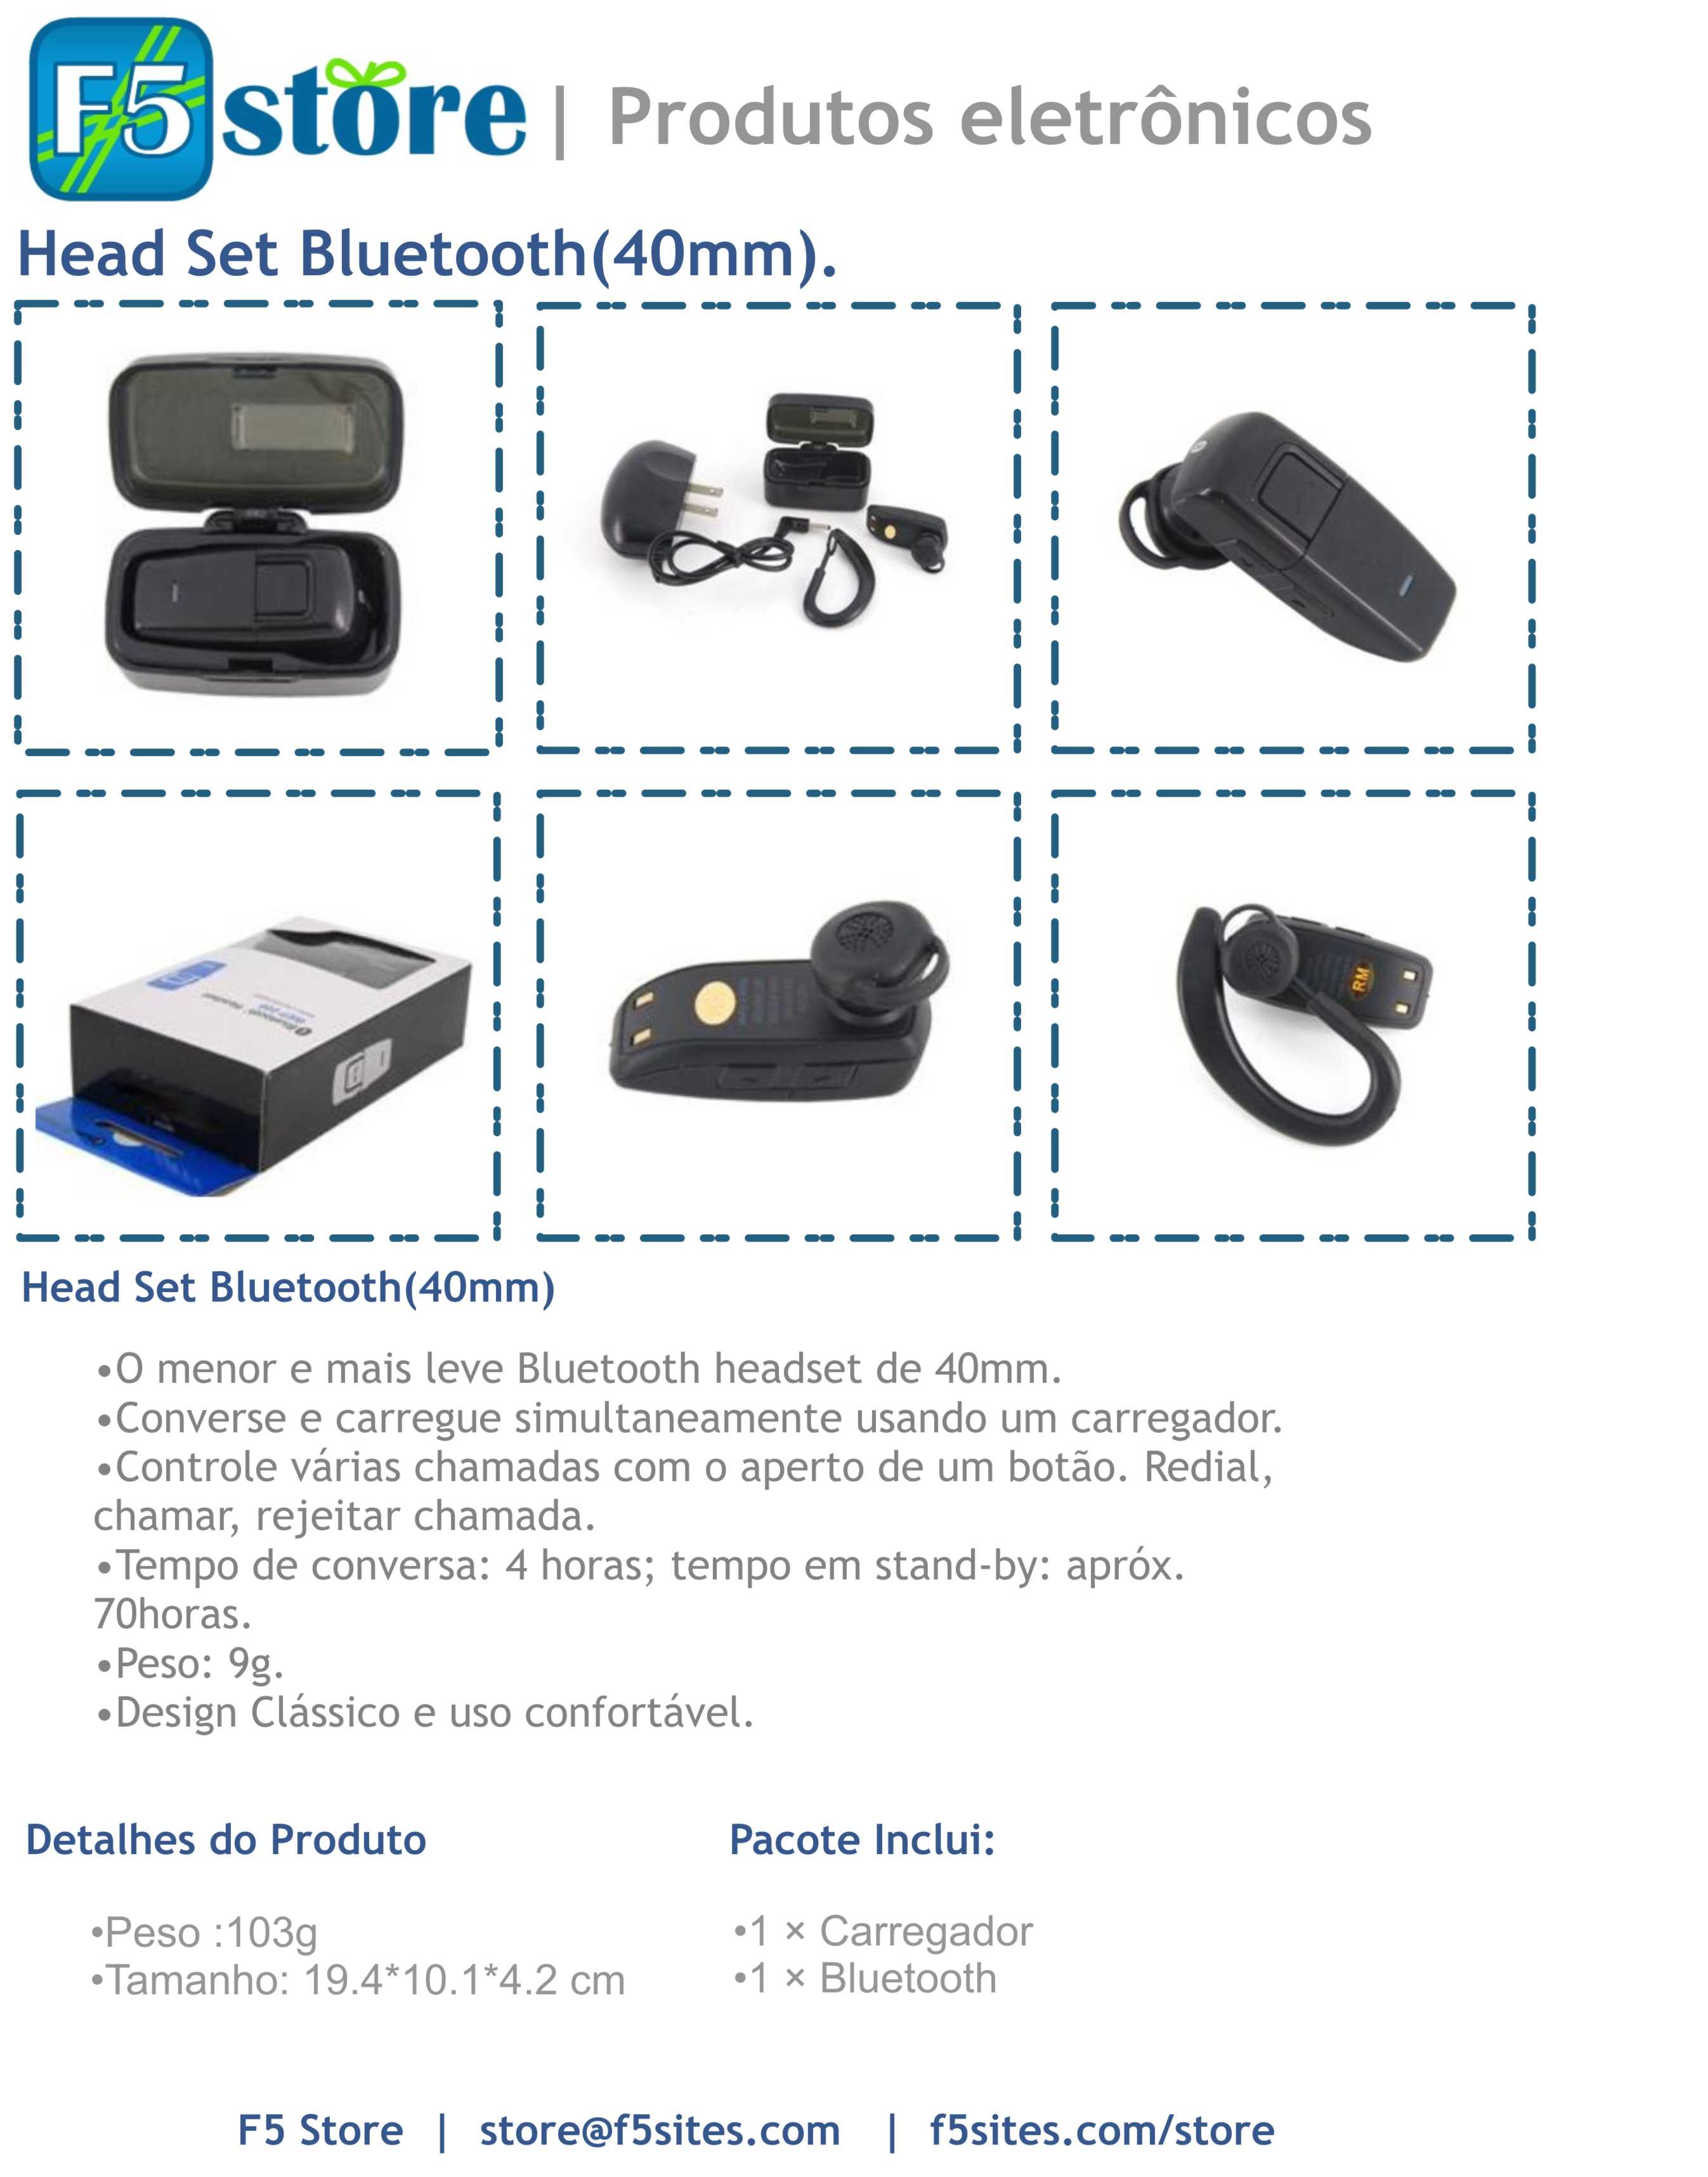 F5 store | Produtos eletrônicos
Head Set Bluetooth(40mm).
RM
Head Set Bluetooth(40mm)
•O menor e mais leve Bluetooth headset de 40mm.
•Converse e carregue simultaneamente usando um carregador.
•Controle várias chamadas com o aperto de um botão. Redial,
chamar, rejeitar chamada.
•Tempo de conversa: 4 horas; tempo em stand-by: apróx.
70horas.
•Peso: 9g.
•Design Clássico e uso confortável.
Detalhes do Produto
•Peso :103g
•Tamanho: 19.4*10.1*4.2 cm
Pacote Inclui:
•1 × Carregador
•1 × Bluetooth
F5 Store | store@f5sites.com | f5sites.com/store